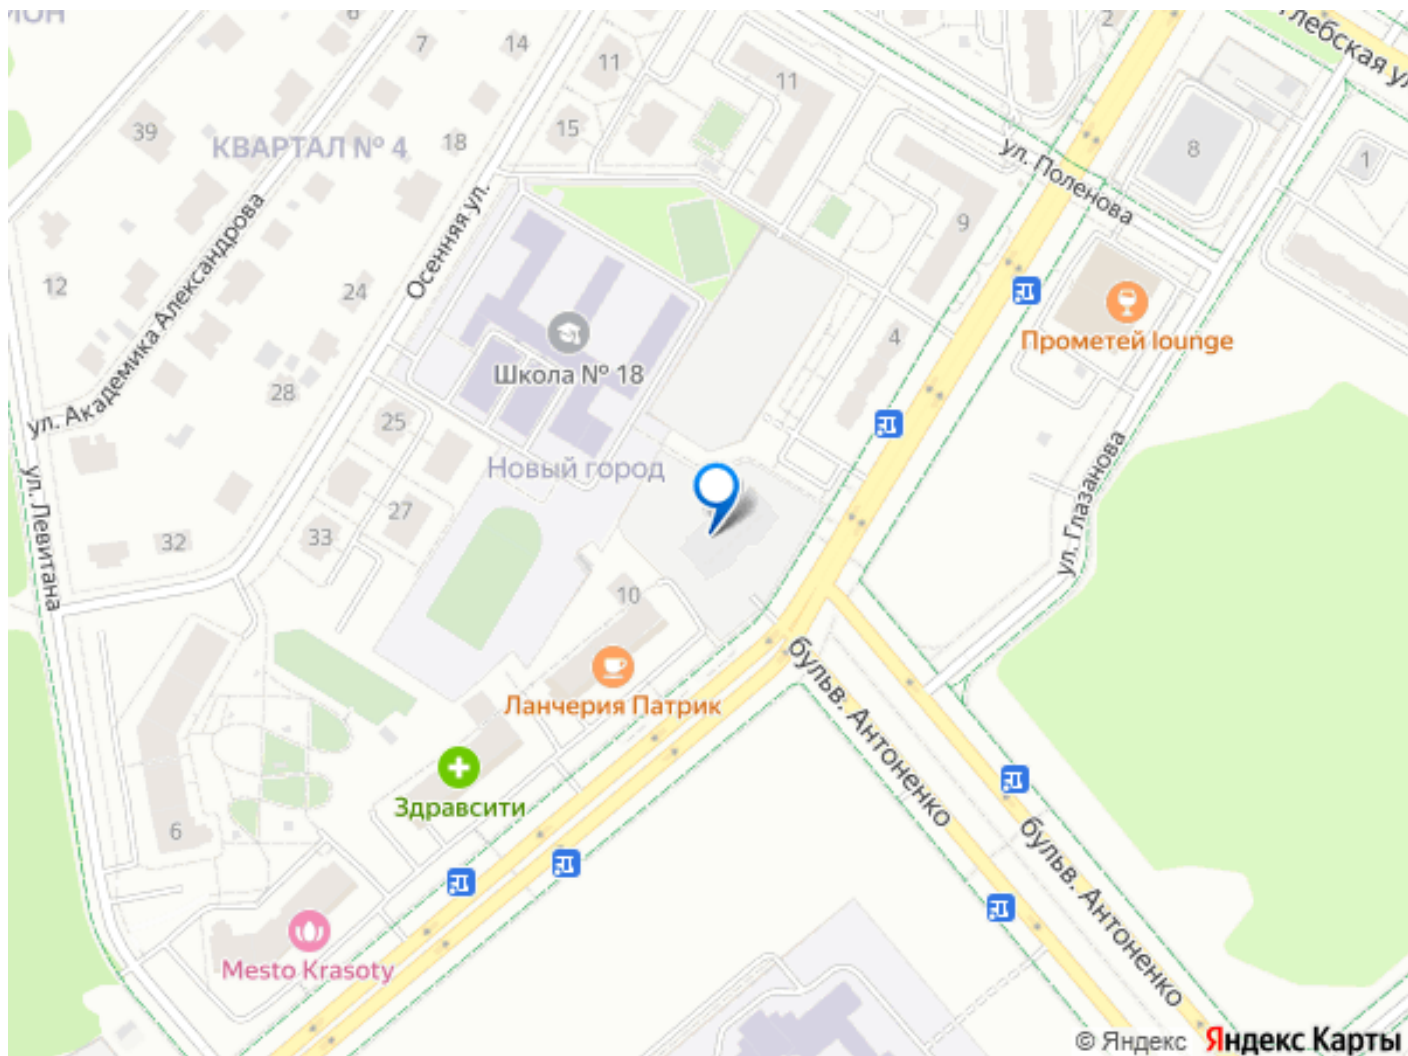 6
7
14
2
11
11
39
15
КВАРТАЛ № 4
18
8
1
ул. Поленова
9
Осенняя ул.
ул. Академика Александрова
12
24
4
Прометей lounge
Школа № 18
28
25
Новый город
27
33
32
ул. Левитана
ул. Глазанова
10
бульв. Антоненко
Ланчерия Патрик
Здравсити
6
бульв. Антоненко
Mesto Krasoty
© Яндекс Яндекс Карты